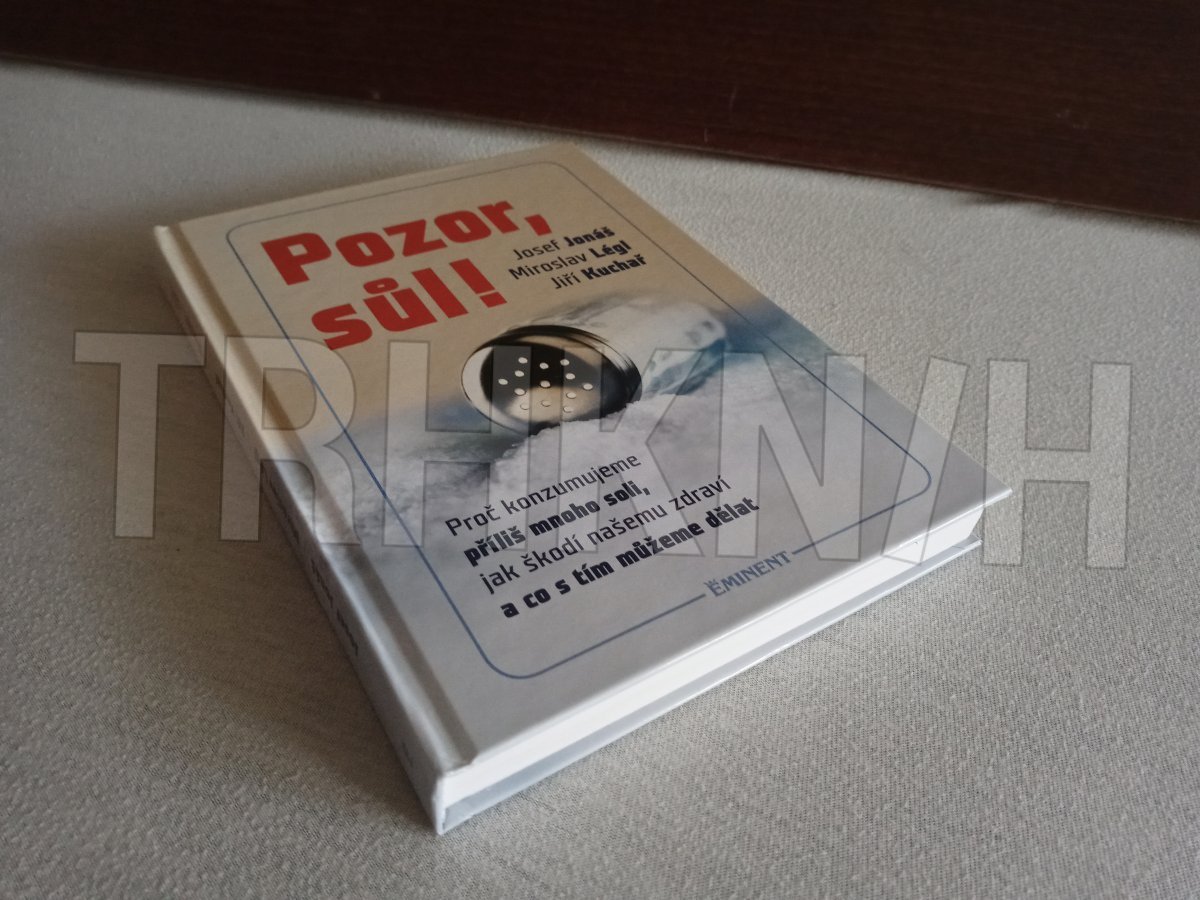 Pozor,
sůl!
Josef Jonáš
Miroslav Légl
Jiří Kuchař
Proč konzumujeme
příliš mnoho soli,
jak škodí našemu zdraví
a co s tím můžeme dělat
EMINENT
TRHKNIH